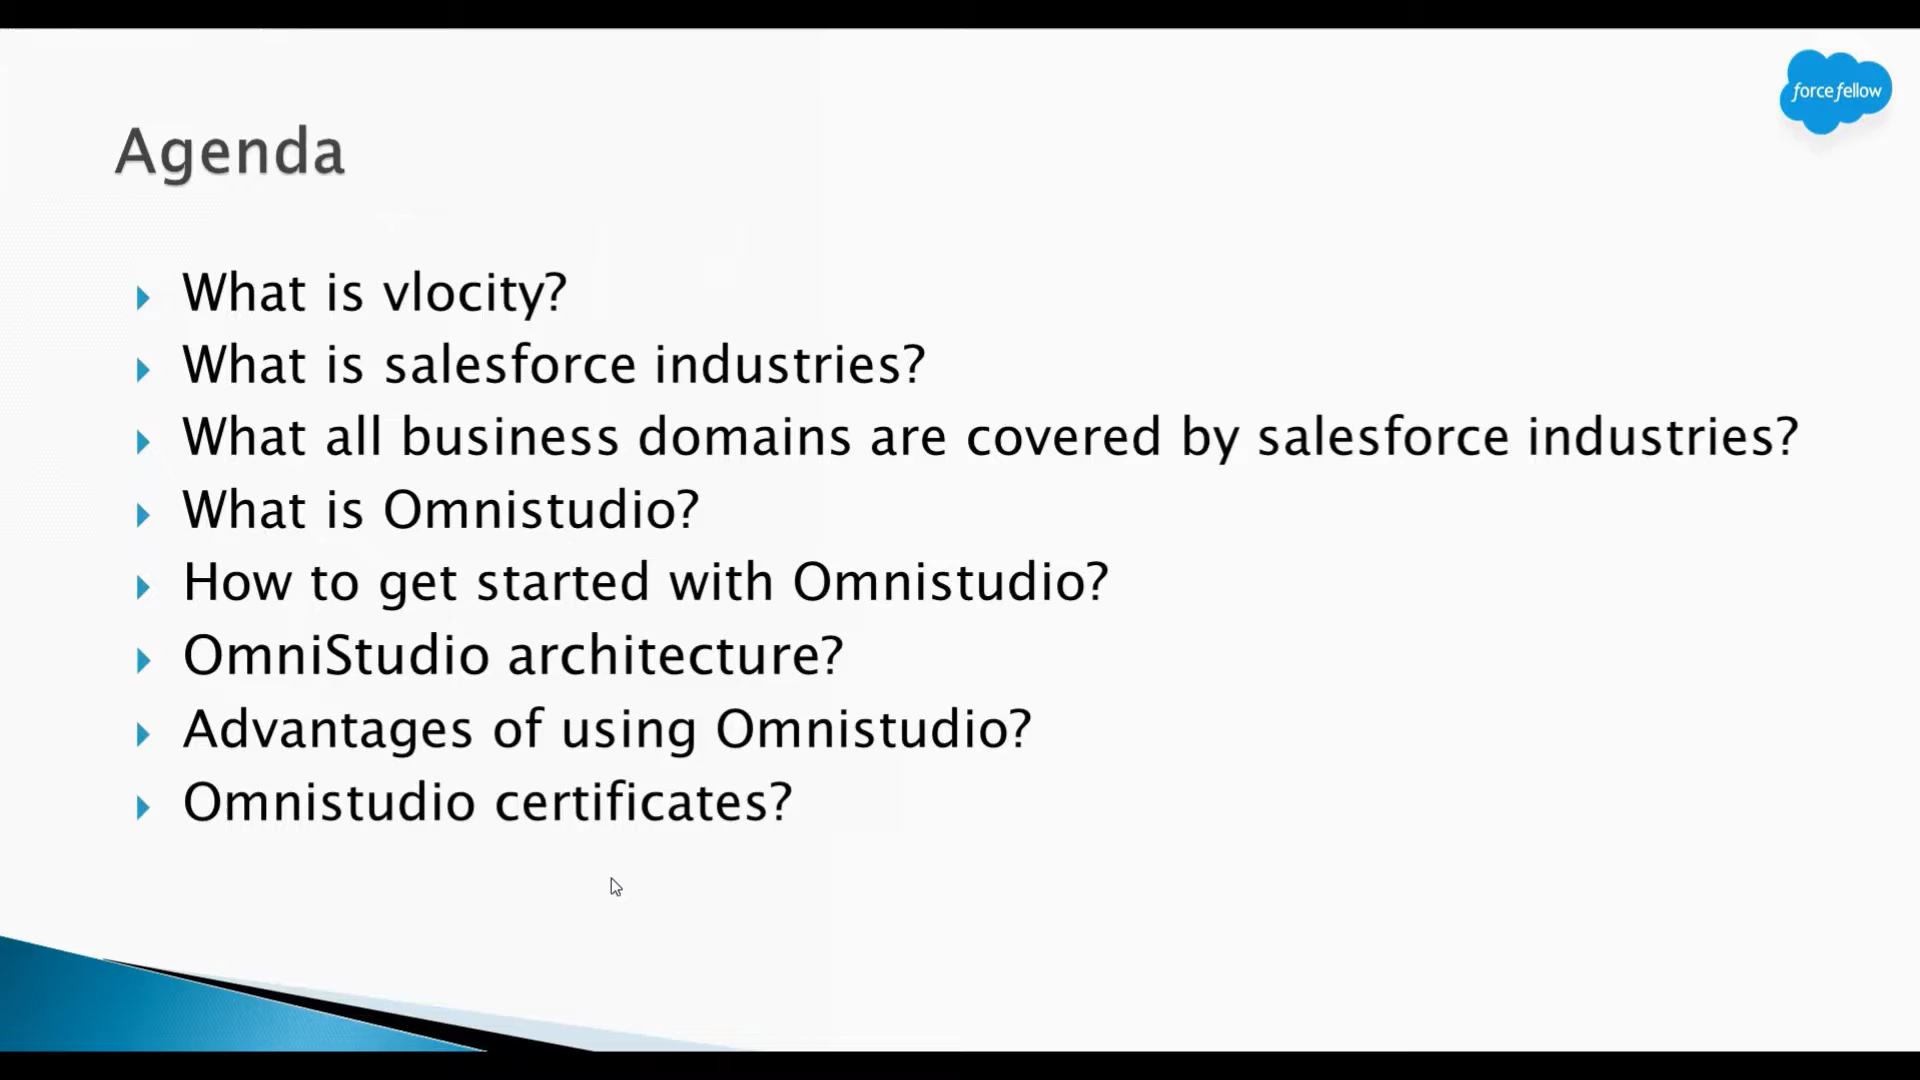 force fellow
Agenda
What is vlocity?
What is salesforce industries?
What all business domains are covered by salesforce industries?
What is Omnistudio?
How to get started with Omnistudio?
OmniStudio architecture?
Advantages of using Omnistudio?
Omnistudio certificates?